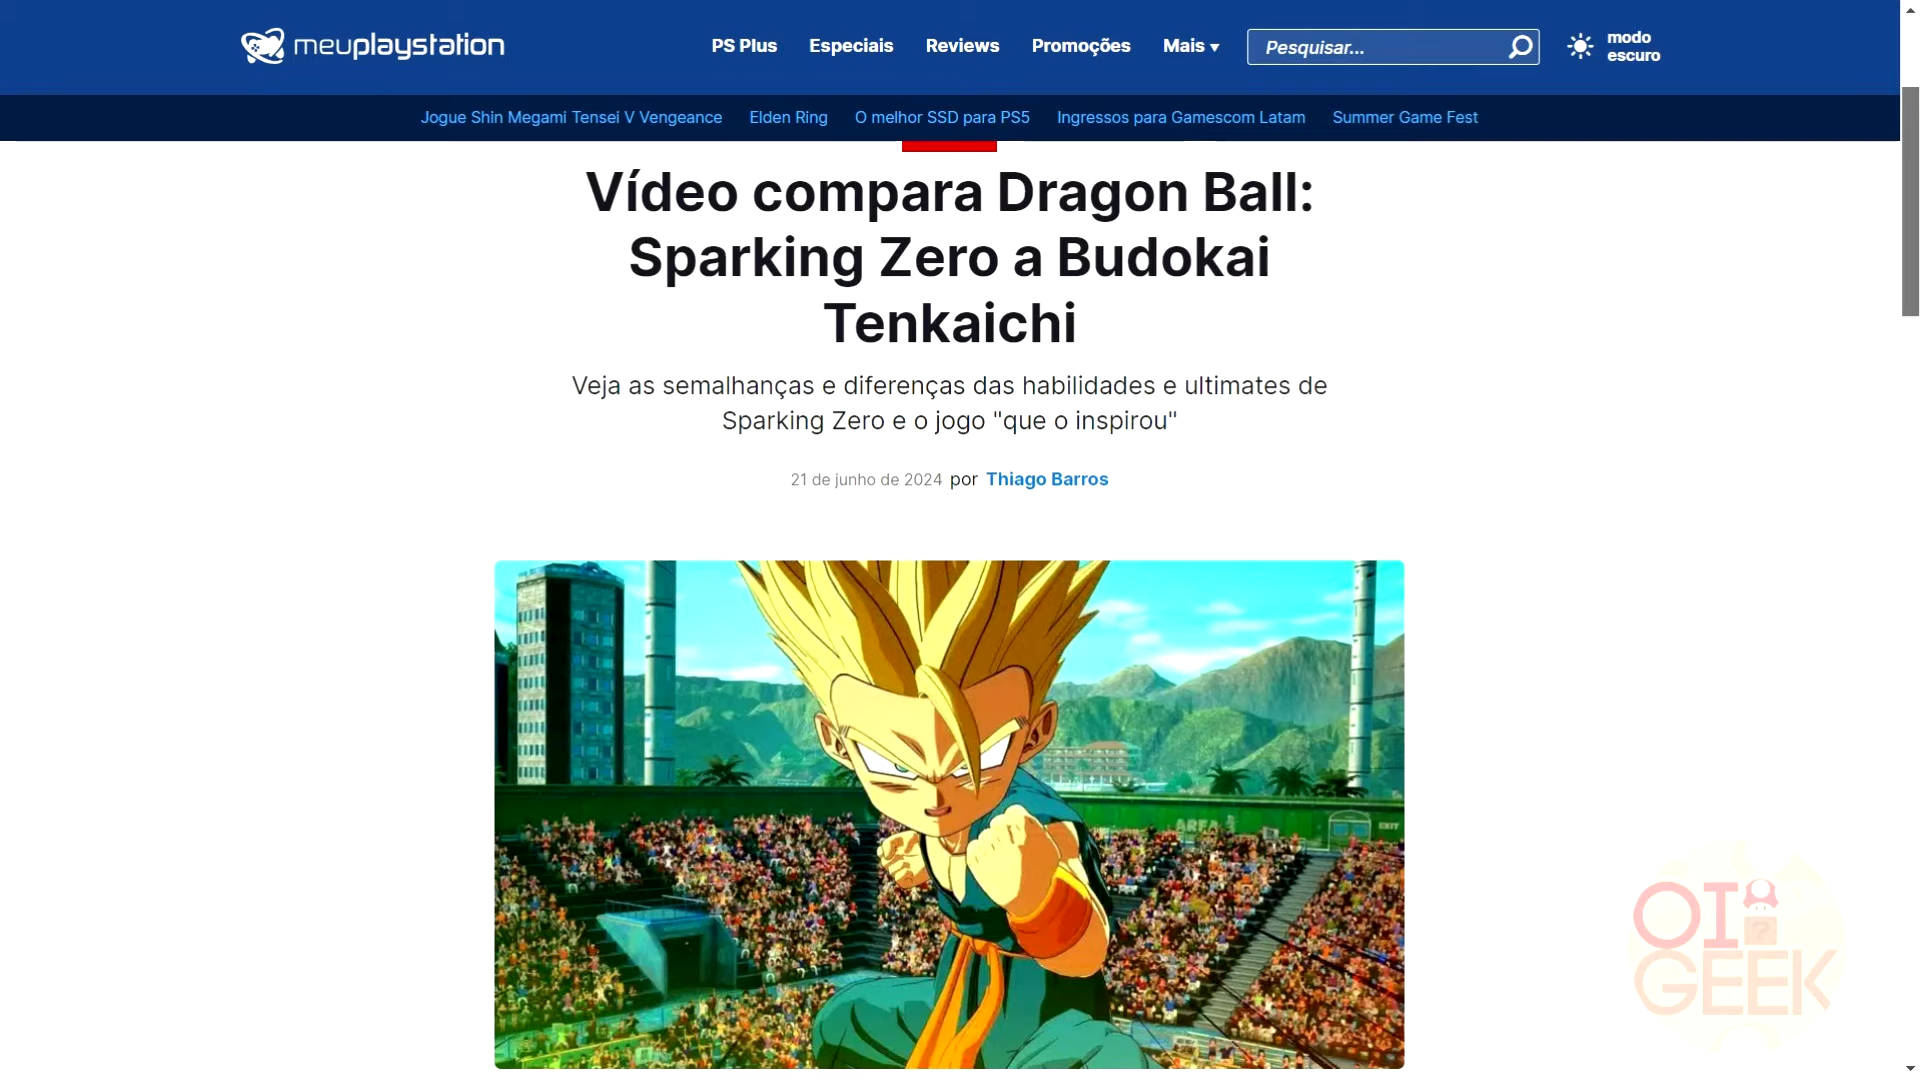 meuplaystation
PS Plus Especiais Reviews Promoções Mais ▾ Pesquisar... modo
escuro
Jogue Shin Megami Tensei V Vengeance Elden Ring O melhor SSD para PS5 Ingressos para Gamescom Latam Summer Game Fest
Vídeo compara Dragon Ball:
Sparking Zero a Budokai
Tenkaichi
Veja as semalhanças e diferenças das habilidades e ultimates de
Sparking Zero e o jogo "que o inspirou"
21 de junho de 2024 por Thiago Barros
EXIT
OI
?
GEEK